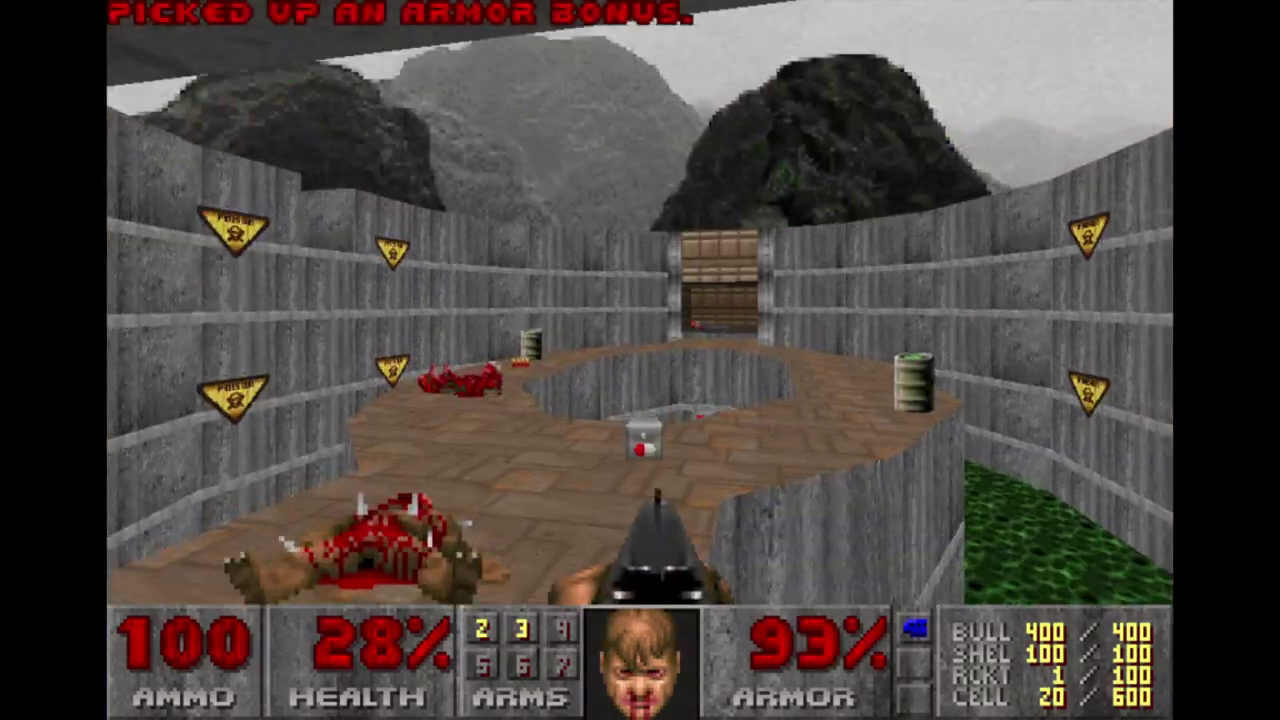 PICKED UP AN ARMOR BONUS.
100
AMMO
28%
HEALTH
2 3 4
5 6 7
ARMS
93%
ARMOR
BULL 400 / 400
SHEL 100 / 100
RCKT 1 / 100
CELL 20 / 600